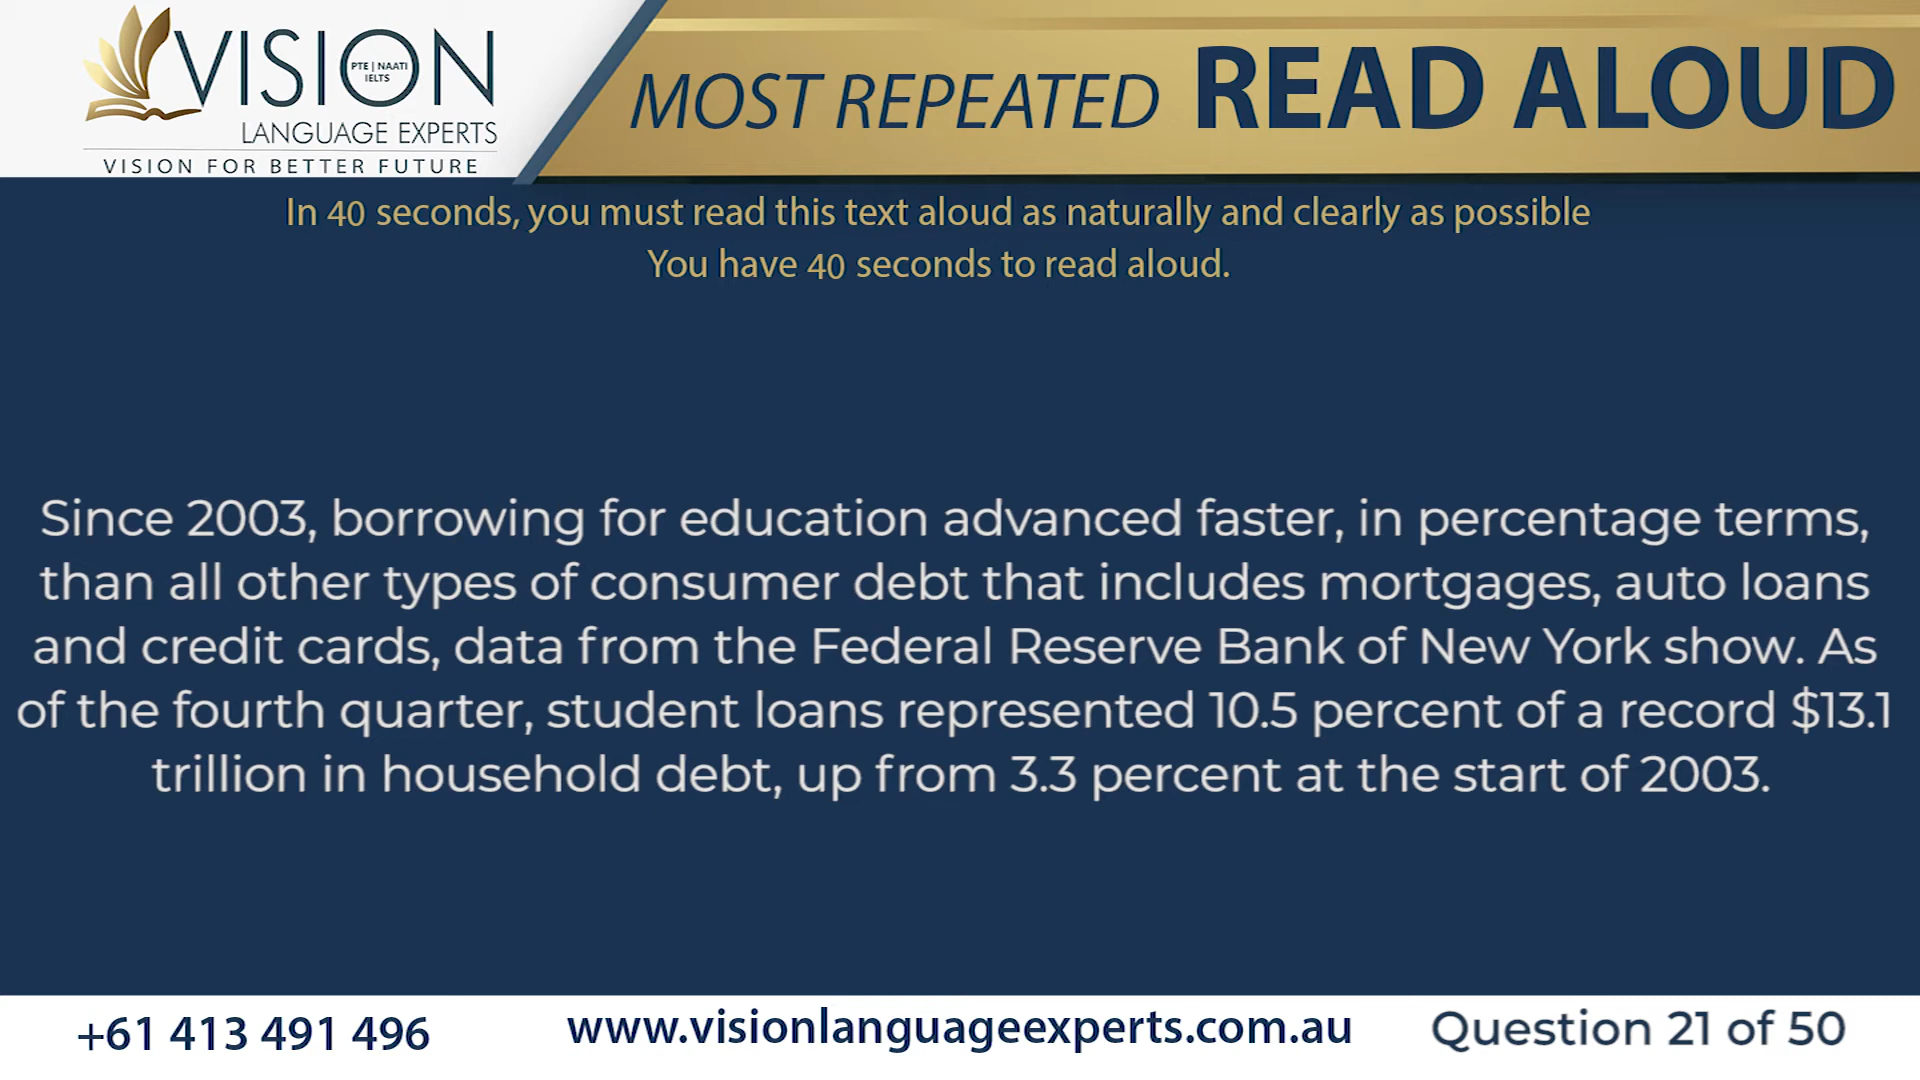 VISION
PTE | NAATI
IELTS
LANGUAGE EXPERTS
VISION FOR BETTER FUTURE
MOST REPEATED READ ALOUD
In 40 seconds, you must read this text aloud as naturally and clearly as possible
You have 40 seconds to read aloud.
Since 2003, borrowing for education advanced faster, in percentage terms,
than all other types of consumer debt that includes mortgages, auto loans
and credit cards, data from the Federal Reserve Bank of New York show. As
of the fourth quarter, student loans represented 10.5 percent of a record $13.1
trillion in household debt, up from 3.3 percent at the start of 2003.
+61 413 491 496
www.visionlanguageexperts.com.au
Question 21 of 50